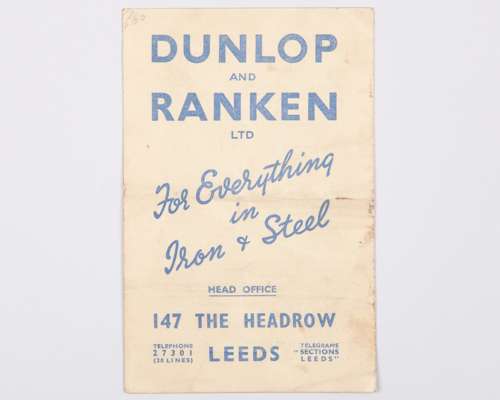 DUNLOP
AND
RANKEN
LTD
For Everything
in
Iron & Steel
HEAD OFFICE
147 THE HEADROW
TELEPHONE
27301
(20 LINES)
LEEDS
TELEGRAMS
"SECTIONS
LEEDS"